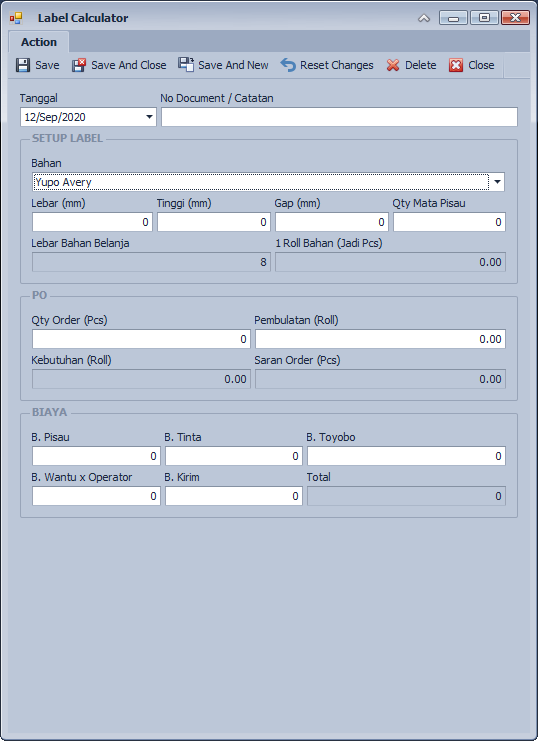 Label Calculator
Action
Save Save And Close Save And New Reset Changes Delete Close
Tanggal No Document / Catatan
12/Sep/2020
SETUP LABEL
Bahan
Yupo Avery
Lebar (mm) Tinggi (mm) Gap (mm) Qty Mata Pisau
0 0 0 0
Lebar Bahan Belanja 1 Roll Bahan (Jadi Pcs)
8 0.00
PO
Qty Order (Pcs) Pembulatan (Roll)
0 0.00
Kebutuhan (Roll) Saran Order (Pcs)
0.00 0.00
BIAYA
B. Pisau B. Tinta B. Toyobo
0 0 0
B. Wantu x Operator B. Kirim Total
0 0 0